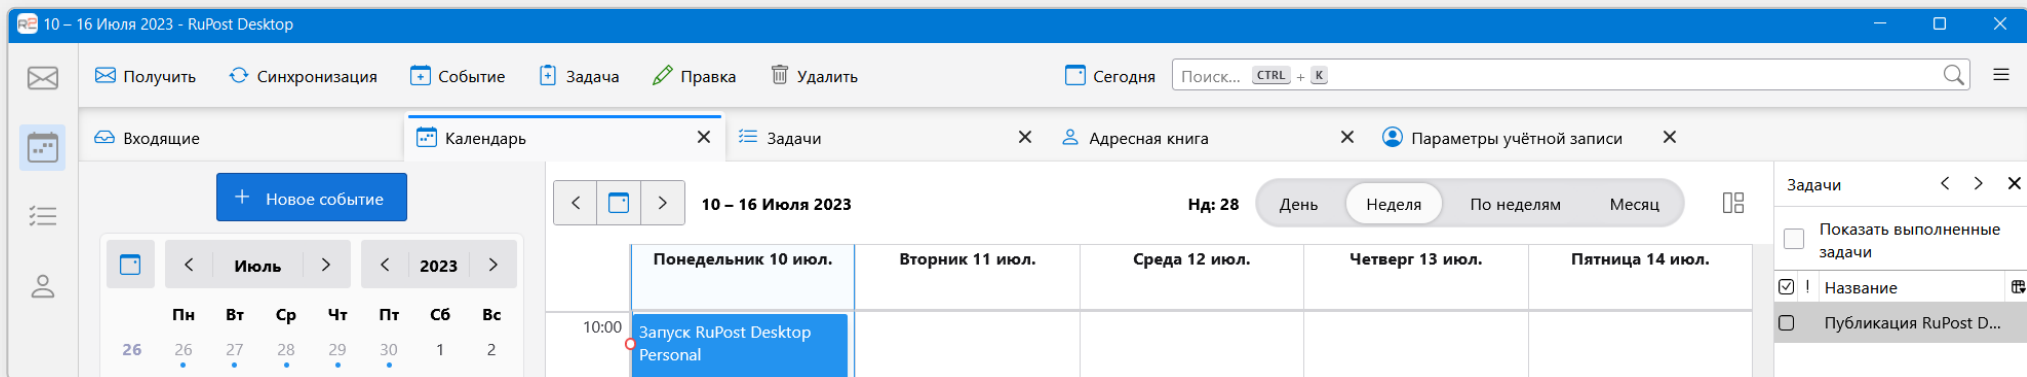 10 – 16 Июля 2023 - RuPost Desktop
Получить Синхронизация Событие Задача Правка Удалить Сегодня Поиск... CTRL + K
Входящие Календарь Задачи Адресная книга Параметры учётной записи
+ Новое событие
10 – 16 Июля 2023 Нд: 28 День Неделя По неделям Месяц
Задачи
Показать выполненные
задачи
Июль 2023
Понедельник 10 июл. Вторник 11 июл. Среда 12 июл. Четверг 13 июл. Пятница 14 июл.
! Название
Пн Вт Ср Чт Пт Сб Вс
10:00 Запуск RuPost Desktop
Personal
Публикация RuPost D...
26 26 27 28 29 30 1 2